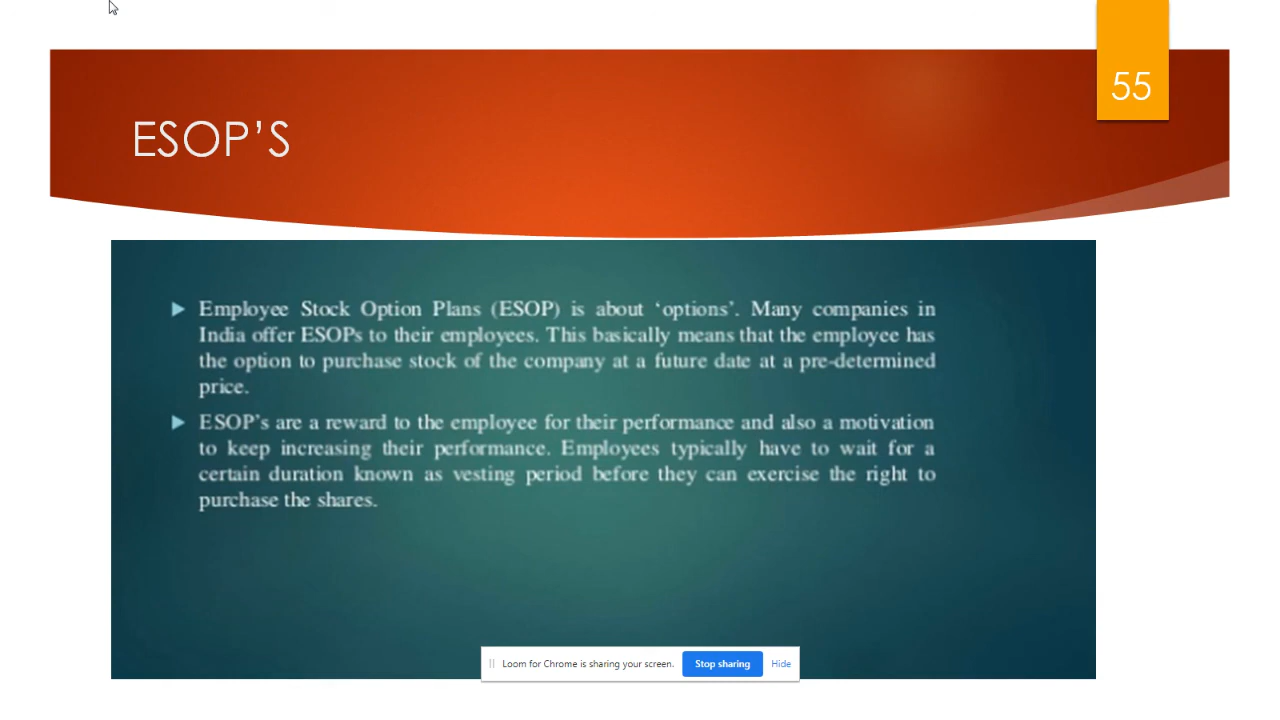 55
ESOP’S
Employee Stock Option Plans (ESOP) is about ‘options’. Many companies in
India offer ESOPs to their employees. This basically means that the employee has
the option to purchase stock of the company at a future date at a pre-determined
price.
ESOP’s are a reward to the employee for their performance and also a motivation
to keep increasing their performance. Employees typically have to wait for a
certain duration known as vesting period before they can exercise the right to
purchase the shares.
Loom for Chrome is sharing your screen. Stop sharing Hide